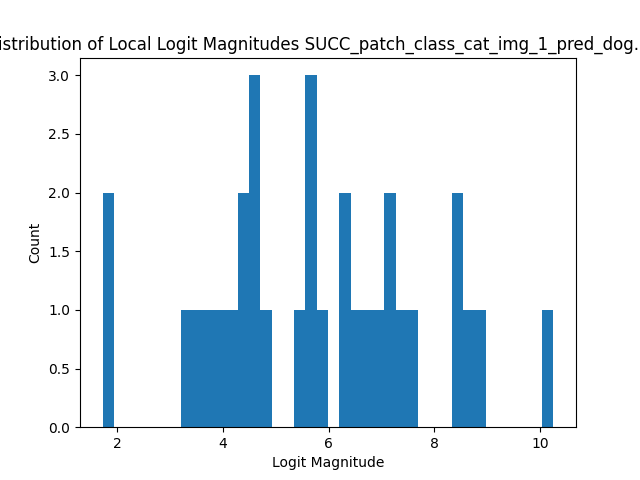 istribution of Local Logit Magnitudes SUCC_patch_class_cat_img_1_pred_dog.
3.0
2.5
2.0
1.5
1.0
0.5
0.0
Count
2 4 6 8 10
Logit Magnitude